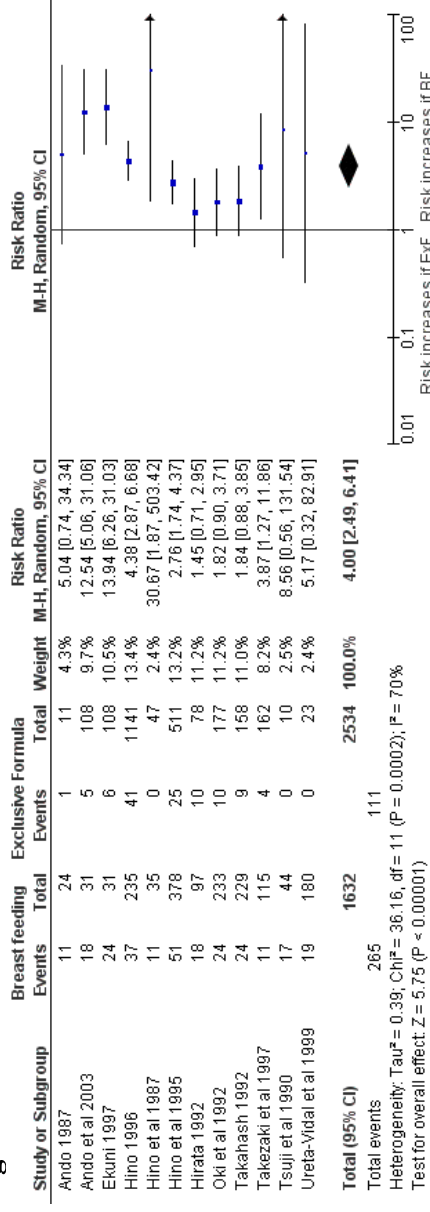 Breast feeding Exclusive Formula Risk Ratio Risk Ratio
Study or Subgroup Events Total Events Total Weight M-H, Random, 95% CI M-H, Random, 95% CI
Ando 1987 11 24 1 11 4.3% 5.04 [0.74, 34.34]
Ando et al 2003 18 31 5 108 9.7% 12.54 [5.06, 31.06]
Ekuni 1997 24 31 6 108 10.5% 13.94 [6.26, 31.03]
Hino 1996 37 235 41 1141 13.4% 4.38 [2.87, 6.68]
Hino et al 1987 11 35 0 47 2.4% 30.67 [1.87, 503.42]
Hino et al 1995 51 378 25 511 13.2% 2.76 [1.74, 4.37]
Hirata 1992 18 97 10 78 11.2% 1.45 [0.71, 2.95]
Oki et al 1992 24 233 10 177 11.2% 1.82 [0.90, 3.71]
Takahash 1992 24 229 9 158 11.0% 1.84 [0.88, 3.85]
Takezaki et al 1997 11 115 4 162 8.2% 3.87 [1.27, 11.86]
Tsuji et al 1990 17 44 0 10 2.5% 8.56 [0.56, 131.54]
Ureta-Vidal et al 1999 19 180 0 23 2.4% 5.17 [0.32, 82.91]
Total (95% CI) 1632 2534 100.0% 4.00 [2.49, 6.41]
Total events 265 111
Heterogeneity: Tau² = 0.39; Chi² = 36.16, df = 11 (P = 0.0002); I² = 70%
Test for overall effect: Z = 5.75 (P < 0.00001)
0.01 0.1 1 10 100
Risk increases if ExF Risk increases if BF